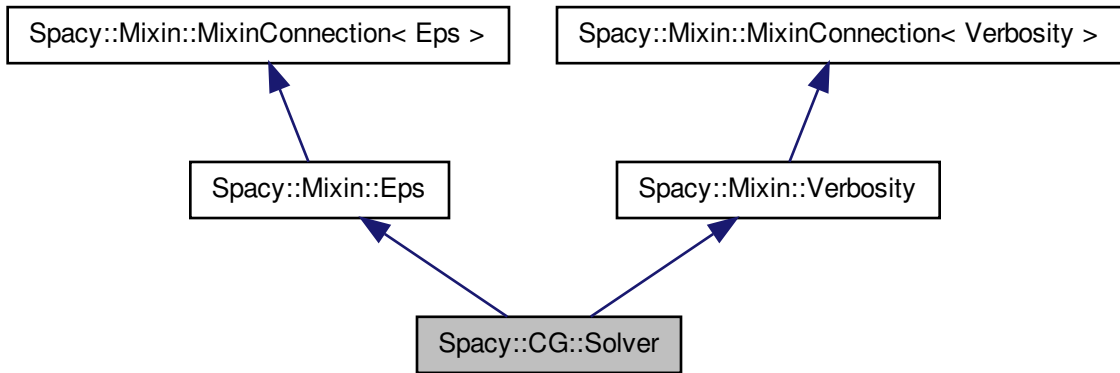 Spacy::Mixin::MixinConnection< Eps >
Spacy::Mixin::MixinConnection< Verbosity >
Spacy::Mixin::Eps
Spacy::Mixin::Verbosity
Spacy::CG::Solver